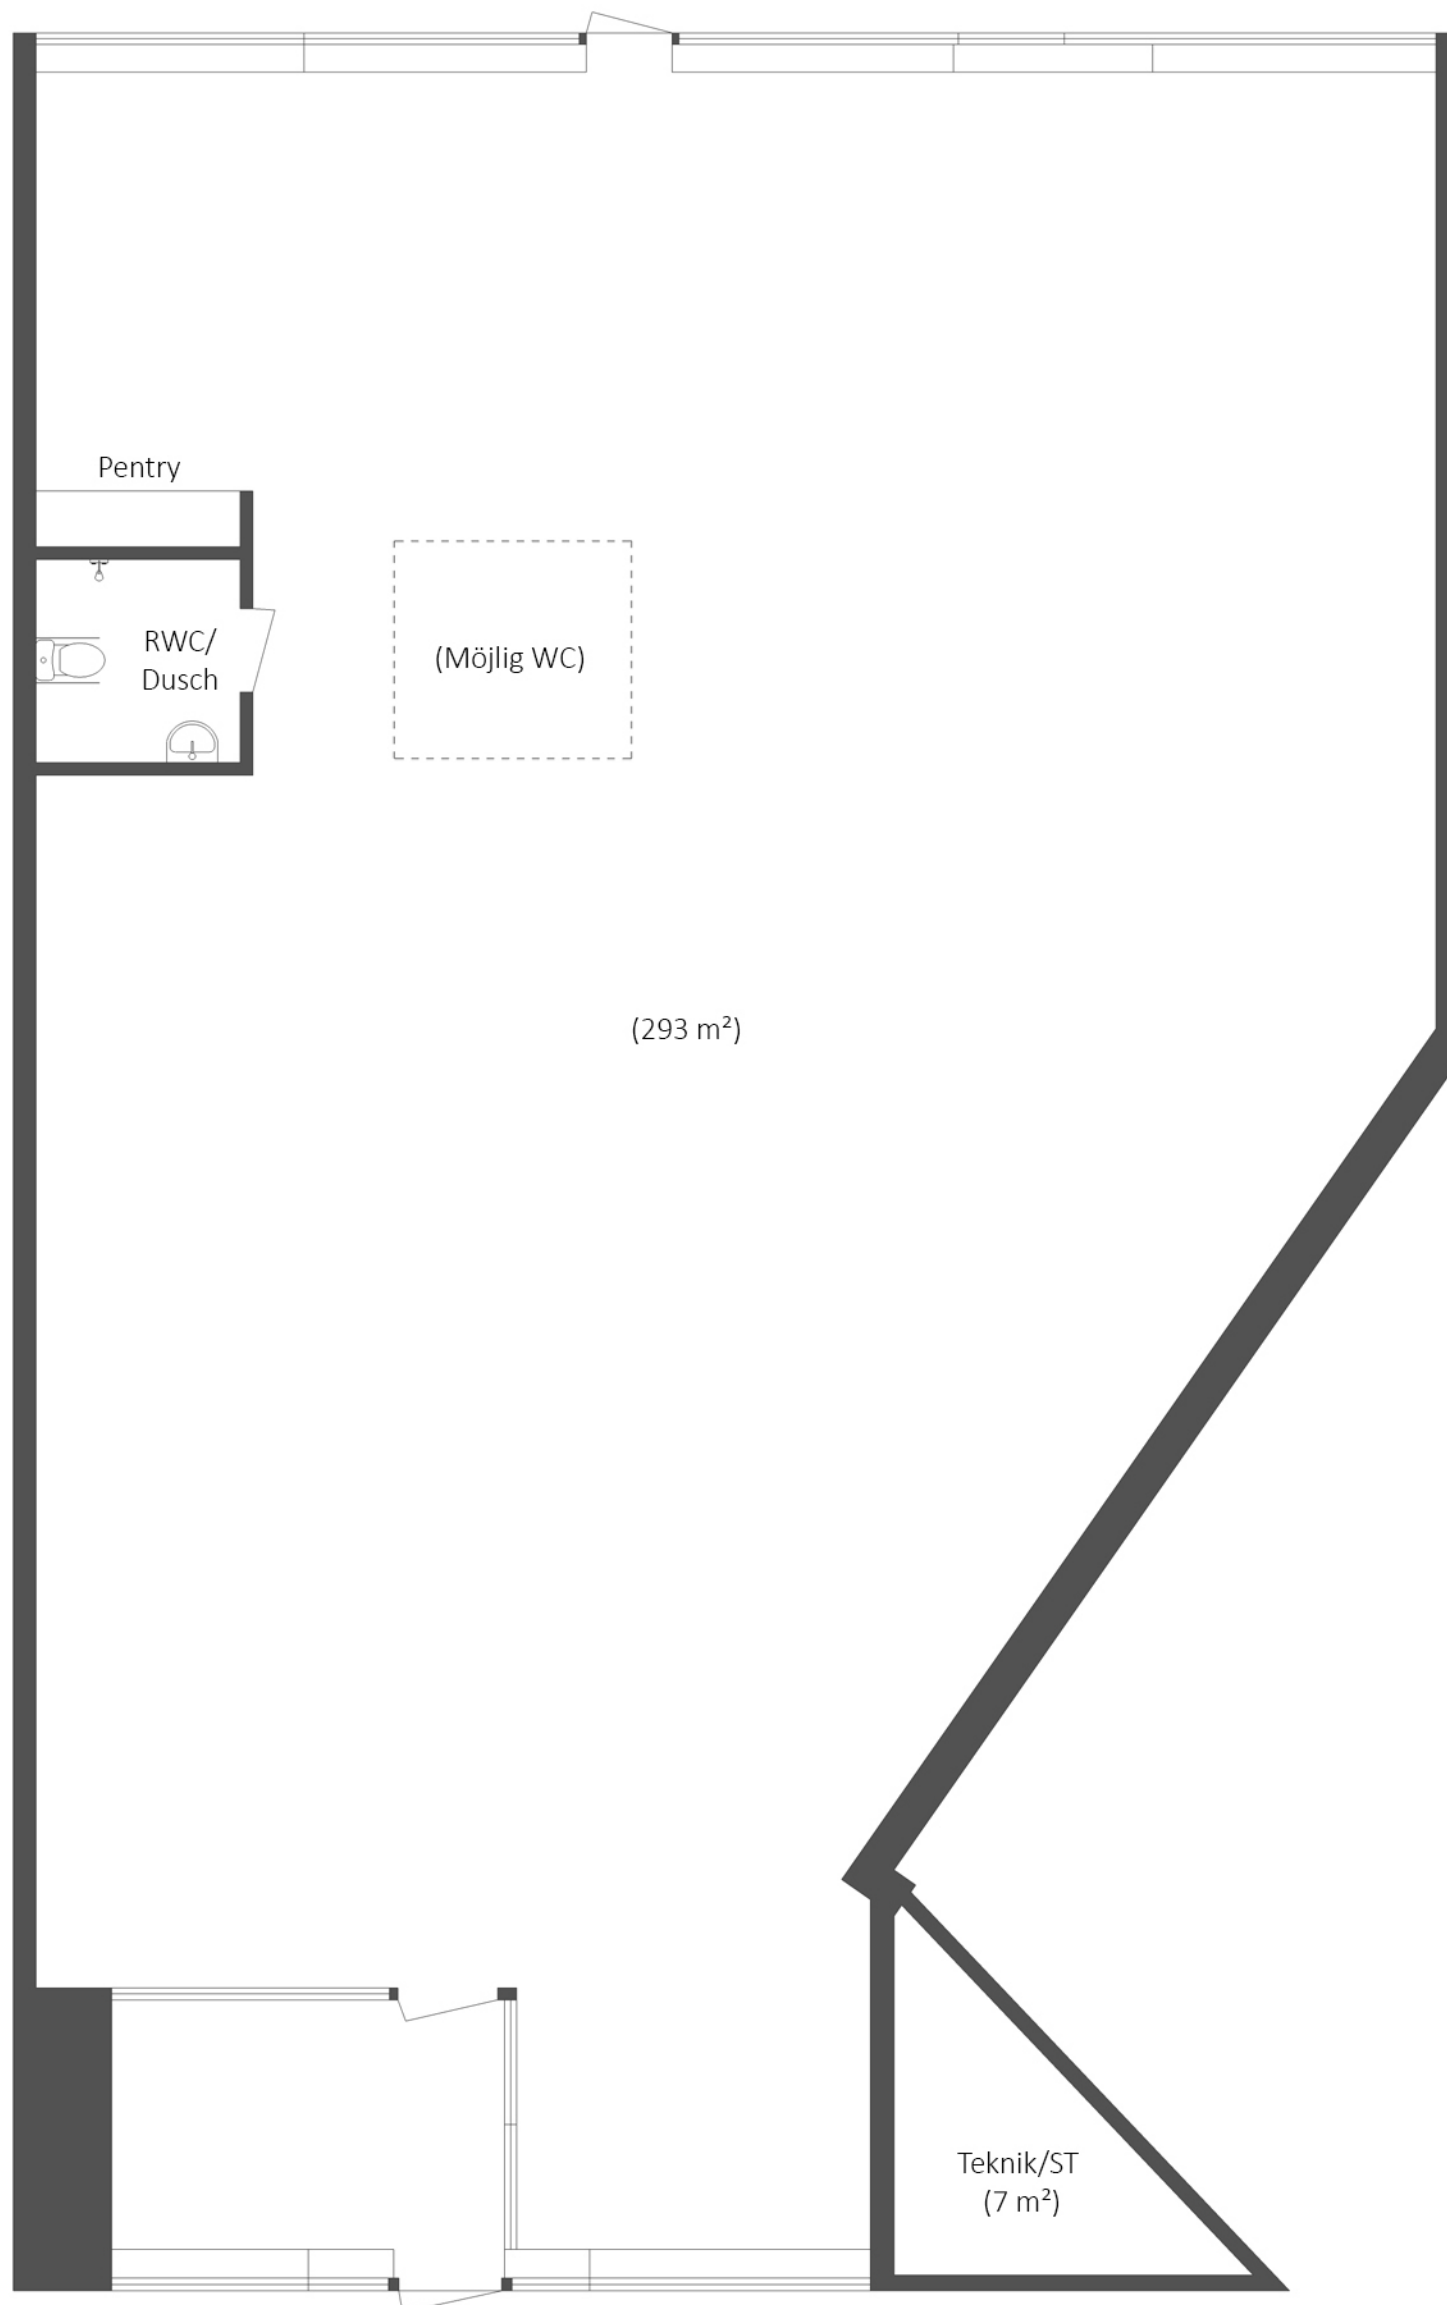 Pentry
RWC/
Dusch
(Möjlig WC)
(293 m²)
Teknik/ST
(7 m²)